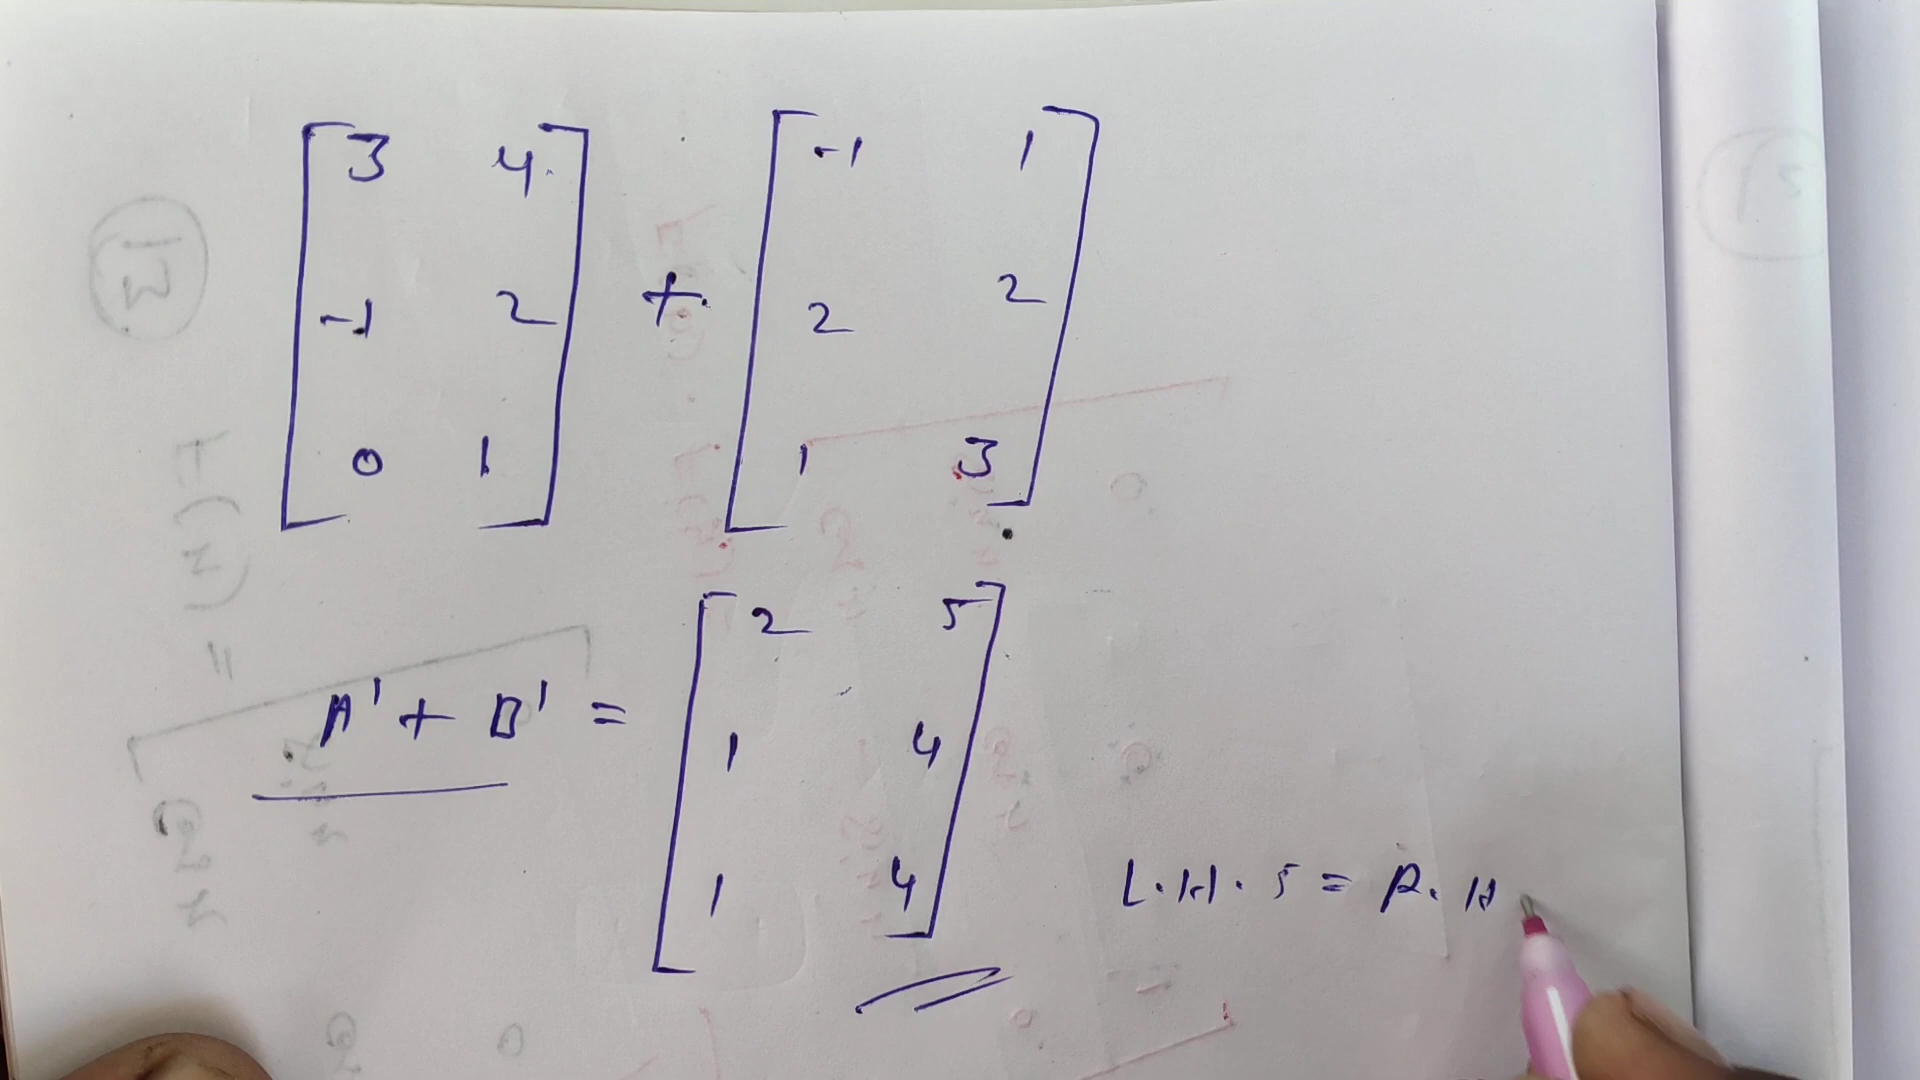 3 4 -1 1
-1 2 + 2 2
0 1 1 3
2 5
A' + B' = 1 4
1 4
L.H.S = R.H